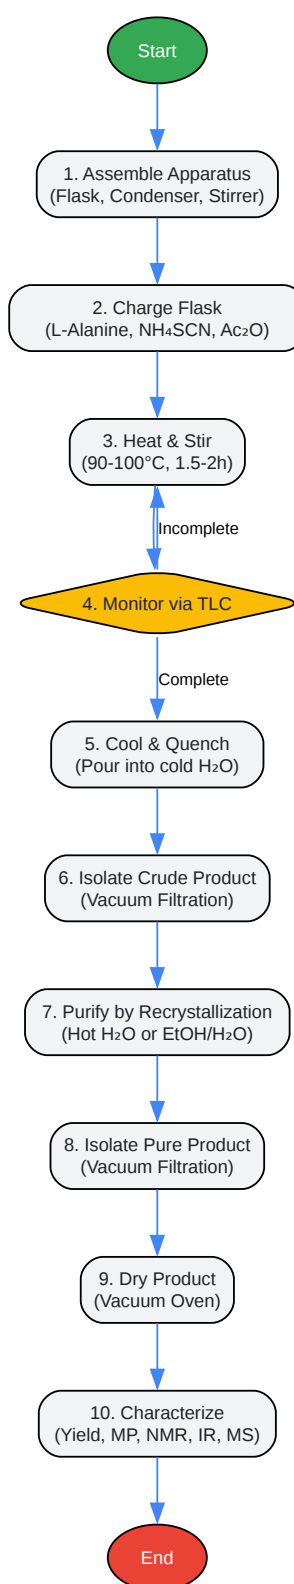 Start
1. Assemble Apparatus
(Flask, Condenser, Stirrer)
2. Charge Flask
(L-Alanine, NH₄SCN, Ac₂O)
3. Heat & Stir
(90-100°C, 1.5-2h)
Incomplete
4. Monitor via TLC
Complete
5. Cool & Quench
(Pour into cold H₂O)
6. Isolate Crude Product
(Vacuum Filtration)
7. Purify by Recrystallization
(Hot H₂O or EtOH/H₂O)
8. Isolate Pure Product
(Vacuum Filtration)
9. Dry Product
(Vacuum Oven)
10. Characterize
(Yield, MP, NMR, IR, MS)
End